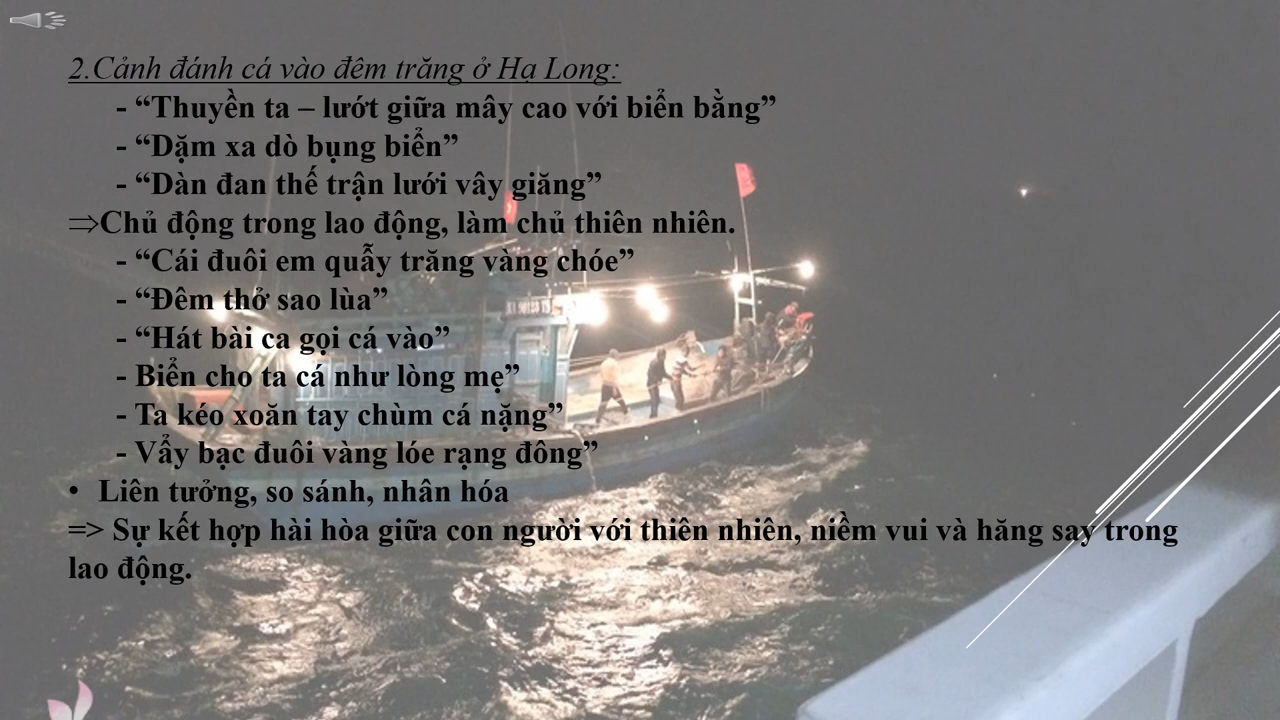 2.Cảnh đánh cá vào đêm trăng ở Hạ Long:
- “Thuyền ta – lướt giữa mây cao với biển bằng”
- “Dặm xa dò bụng biển”
- “Dàn đan thế trận lưới vây giăng”
⇒Chủ động trong lao động, làm chủ thiên nhiên.
- “Cái đuôi em quẫy trăng vàng chóe”
- “Đêm thở sao lùa”
- “Hát bài ca gọi cá vào”
- Biển cho ta cá như lòng mẹ”
- Ta kéo xoăn tay chùm cá nặng”
- Vẩy bạc đuôi vàng lóe rạng đông”
• Liên tưởng, so sánh, nhân hóa
=> Sự kết hợp hài hòa giữa con người với thiên nhiên, niềm vui và hăng say trong
lao động.